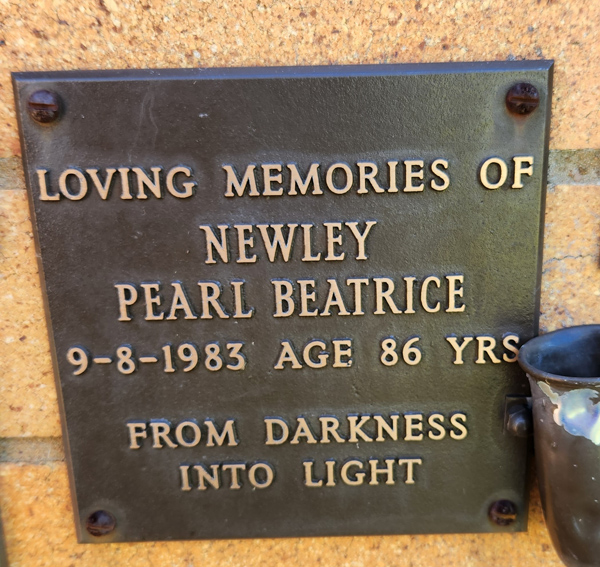 LOVING MEMORIES OF
NEWLEY
PEARL BEATRICE
9-8-1983 AGE 86 YRS
FROM DARKNESS
INTO LIGHT